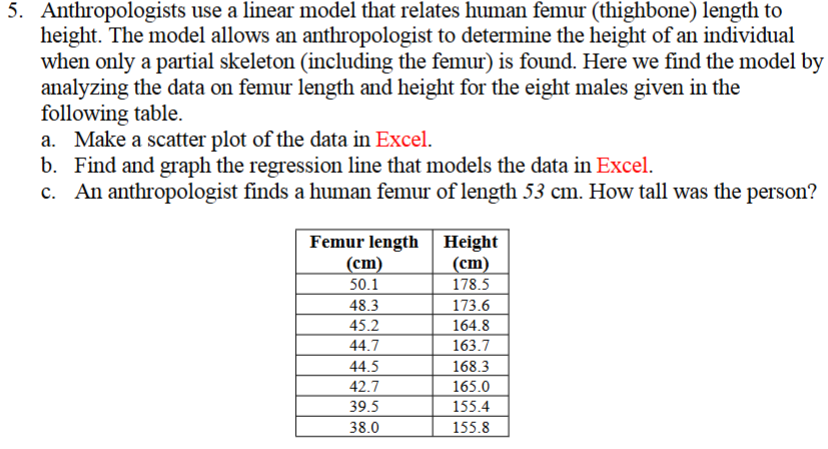 5. Anthropologists use a linear model that relates human femur (thighbone) length to
height. The model allows an anthropologist to determine the height of an individual
when only a partial skeleton (including the femur) is found. Here we find the model by
analyzing the data on femur length and height for the eight males given in the
following table.
a. Make a scatter plot of the data in Excel.
b. Find and graph the regression line that models the data in Excel.
c. An anthropologist finds a human femur of length 53 cm. How tall was the person?
Femur length Height
(cm) (cm)
50.1 178.5
48.3 173.6
45.2 164.8
44.7 163.7
44.5 168.3
42.7 165.0
39.5 155.4
38.0 155.8